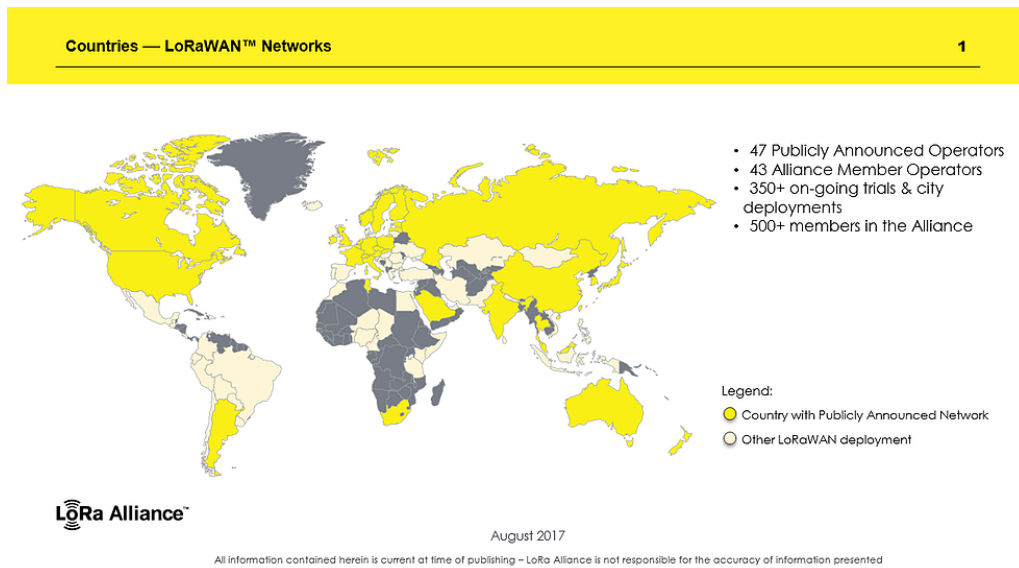 Countries — LoRaWAN™ Networks
1
• 47 Publicly Announced Operators
• 43 Alliance Member Operators
• 350+ on-going trials & city
deployments
• 500+ members in the Alliance
Legend:
Country with Publicly Announced Network
Other LoRaWAN deployment
LoRa Alliance™
August 2017
All information contained herein is current at time of publishing – LoRa Alliance is not responsible for the accuracy of information presented